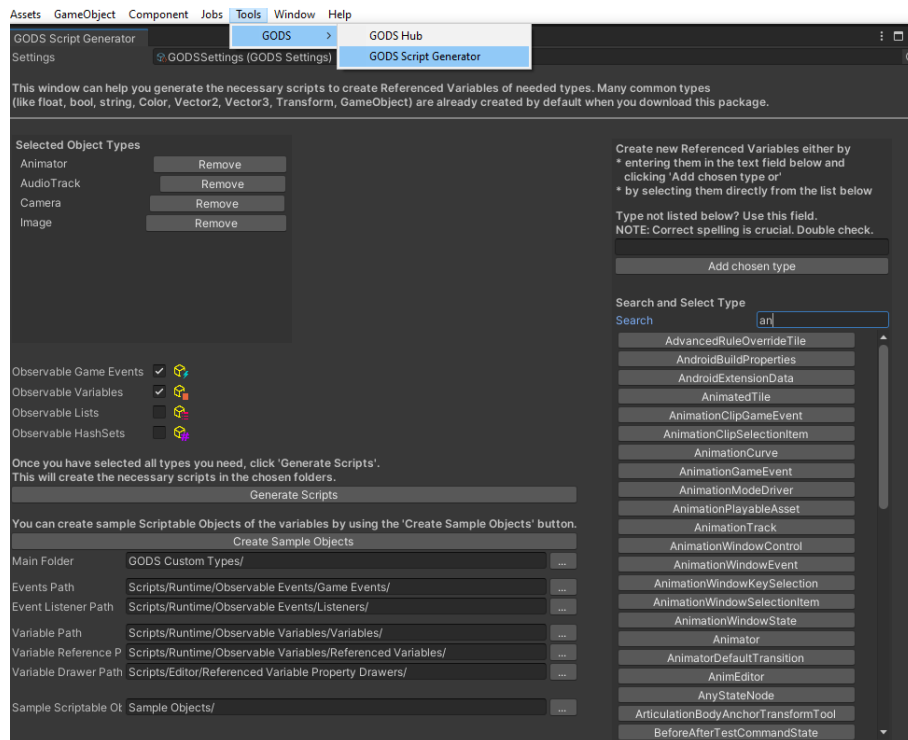 Assets GameObject Component Jobs Tools Window Help
GODS >
GODS Hub
GODS Script Generator
GODS Script Generator
Settings GODSSettings (GODS Settings)
This window can help you generate the necessary scripts to create Referenced Variables of needed types. Many common types
(like float, bool, string, Color, Vector2, Vector3, Transform, GameObject) are already created by default when you download this package.
Selected Object Types
Animator Remove
AudioTrack Remove
Camera Remove
Image Remove
Observable Game Events
Observable Variables
Observable Lists
Observable HashSets
Once you have selected all types you need, click 'Generate Scripts'.
This will create the necessary scripts in the chosen folders.
Generate Scripts
You can create sample Scriptable Objects of the variables by using the 'Create Sample Objects' button.
Create Sample Objects
Main Folder GODS Custom Types/ ...
Events Path Scripts/Runtime/Observable Events/Game Events/ ...
Event Listener Path Scripts/Runtime/Observable Events/Listeners/ ...
Variable Path Scripts/Runtime/Observable Variables/Variables/ ...
Variable Reference P Scripts/Runtime/Observable Variables/Referenced Variables/ ...
Variable Drawer Path Scripts/Editor/Referenced Variable Property Drawers/ ...
Sample Scriptable Ob Sample Objects/ ...
Create new Referenced Variables either by
* entering them in the text field below and
clicking 'Add chosen type or'
* by selecting them directly from the list below
Type not listed below? Use this field.
NOTE: Correct spelling is crucial. Double check.
Add chosen type
Search and Select Type
Search an
AdvancedRuleOverrideTile
AndroidBuildProperties
AndroidExtensionData
AnimatedTile
AnimationClipGameEvent
AnimationClipSelectionItem
AnimationCurve
AnimationGameEvent
AnimationModeDriver
AnimationPlayableAsset
AnimationTrack
AnimationWindowControl
AnimationWindowEvent
AnimationWindowKeySelection
AnimationWindowSelectionItem
AnimationWindowState
Animator
AnimatorDefaultTransition
AnimEditor
AnyStateNode
ArticulationBodyAnchorTransformTool
BeforeAfterTestCommandState